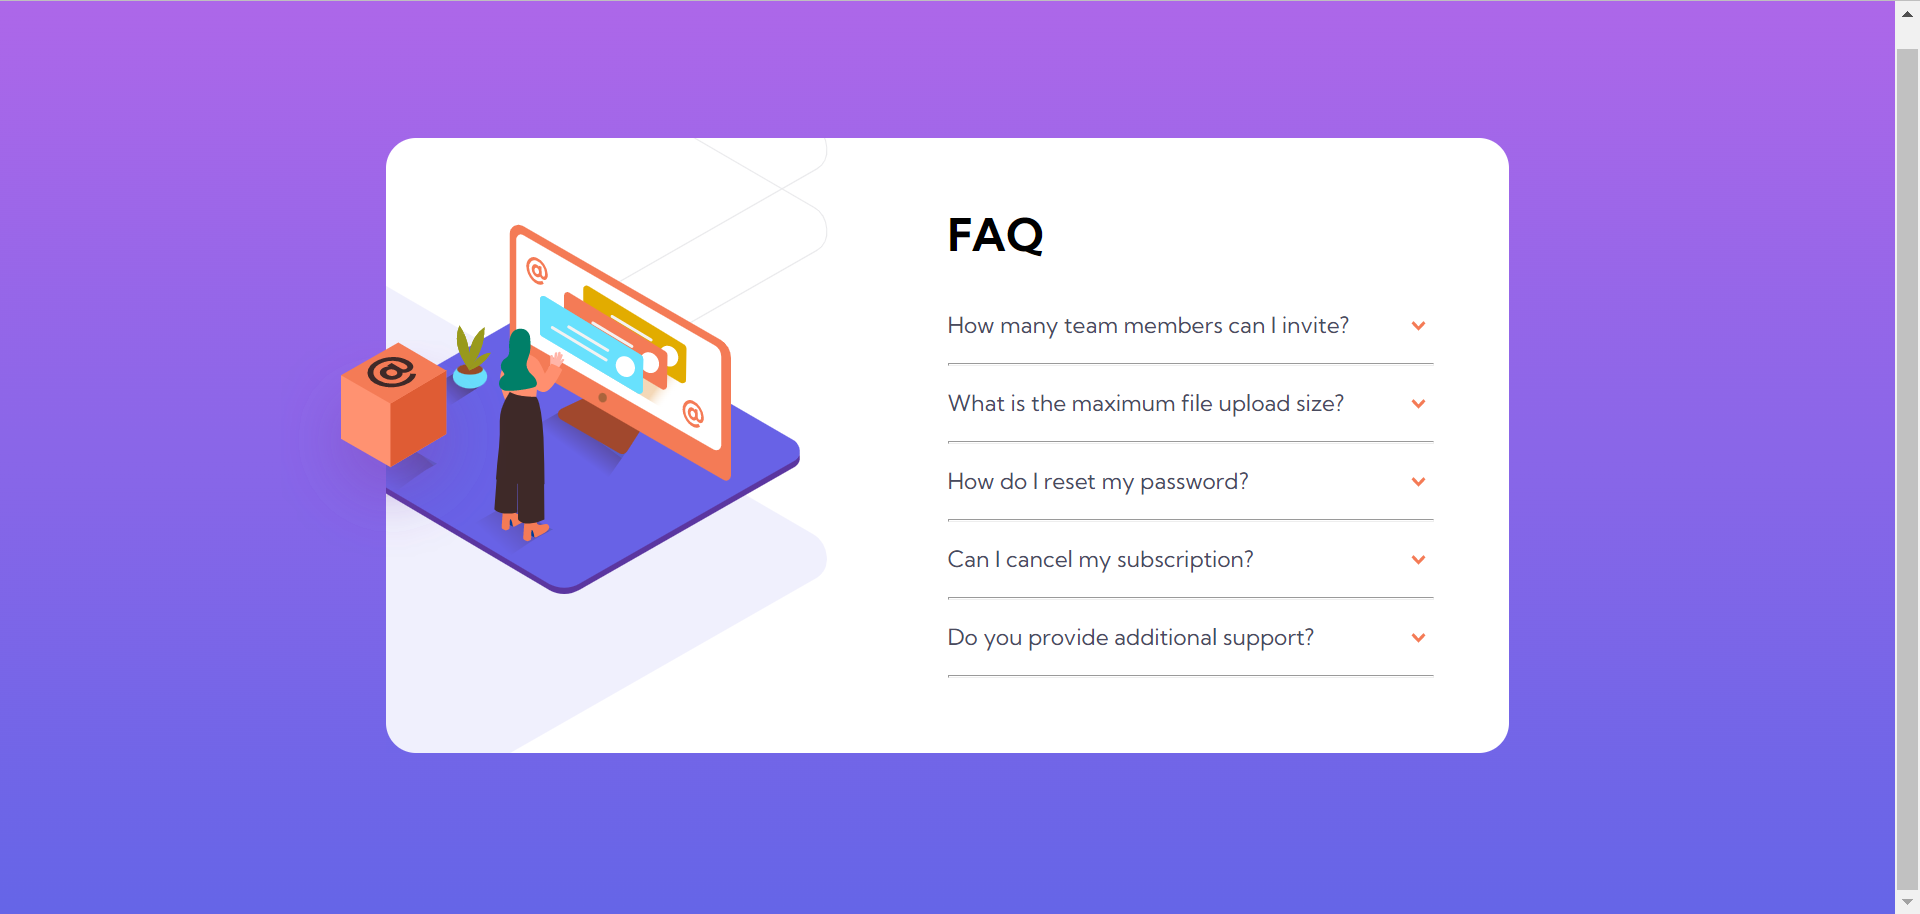 FAQ
How many team members can I invite?
What is the maximum file upload size?
How do I reset my password?
Can I cancel my subscription?
Do you provide additional support?
@
@
@